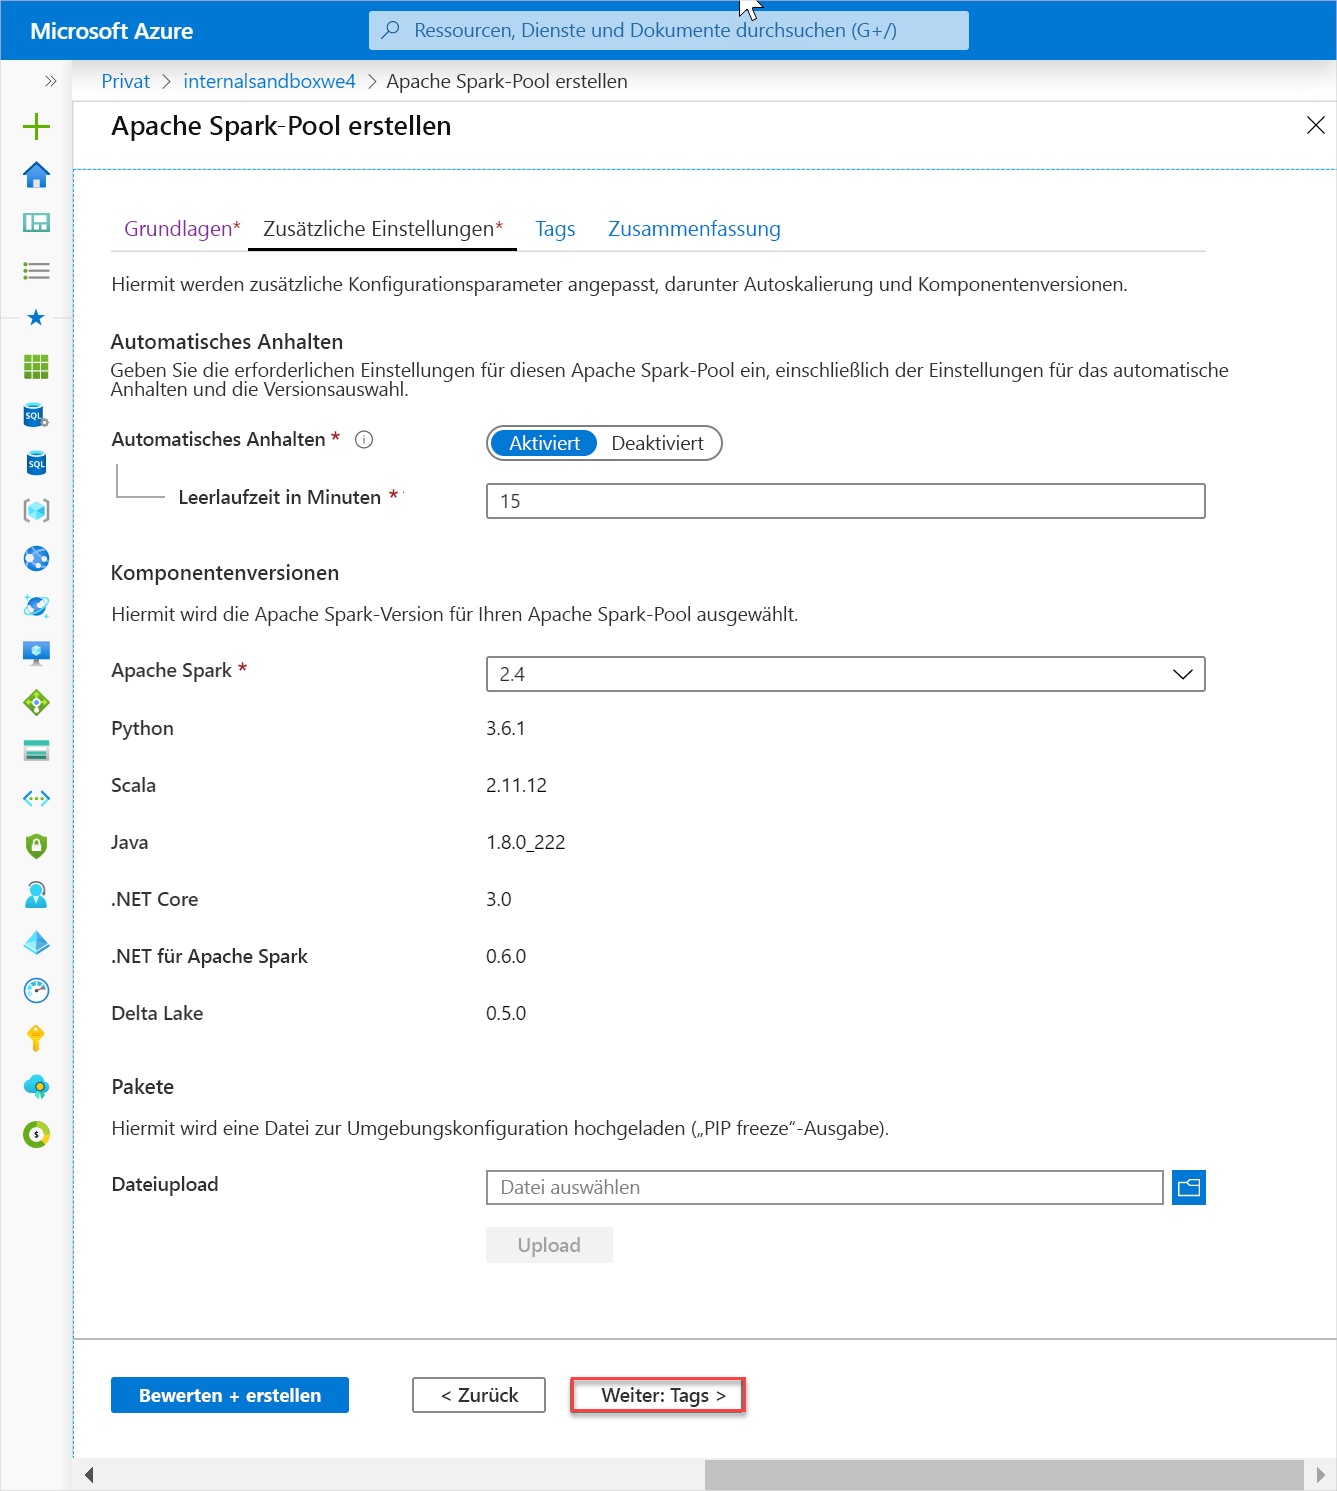 Microsoft Azure
Ressourcen, Dienste und Dokumente durchsuchen (G+/)
Privat > internalsandboxwe4 > Apache Spark-Pool erstellen
Apache Spark-Pool erstellen
Grundlagen* Zusätzliche Einstellungen* Tags Zusammenfassung
Hiermit werden zusätzliche Konfigurationsparameter angepasst, darunter Autoskalierung und Komponentenversionen.
Automatisches Anhalten
Geben Sie die erforderlichen Einstellungen für diesen Apache Spark-Pool ein, einschließlich der Einstellungen für das automatische
Anhalten und die Versionsauswahl.
Automatisches Anhalten * Aktiviert Deaktiviert
Leerlaufzeit in Minuten * 15
Komponentenversionen
Hiermit wird die Apache Spark-Version für Ihren Apache Spark-Pool ausgewählt.
Apache Spark * 2.4
Python 3.6.1
Scala 2.11.12
Java 1.8.0_222
.NET Core 3.0
.NET für Apache Spark 0.6.0
Delta Lake 0.5.0
Pakete
Hiermit wird eine Datei zur Umgebungskonfiguration hochgeladen („PIP freeze“-Ausgabe).
Dateiupload Datei auswählen
Upload
Bewerten + erstellen < Zurück Weiter: Tags >